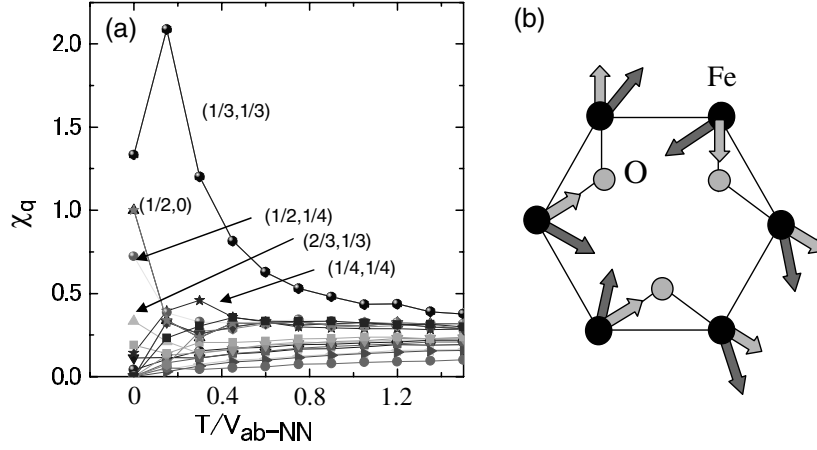 (a)
2.0
1.5
1.0
0.5
0.0
χq
(1/3,1/3)
(1/2,0)
(1/2,1/4)
(2/3,1/3)
(1/4,1/4)
0 0.4 0.8 1.2
T/Vab−NN
(b)
Fe
O